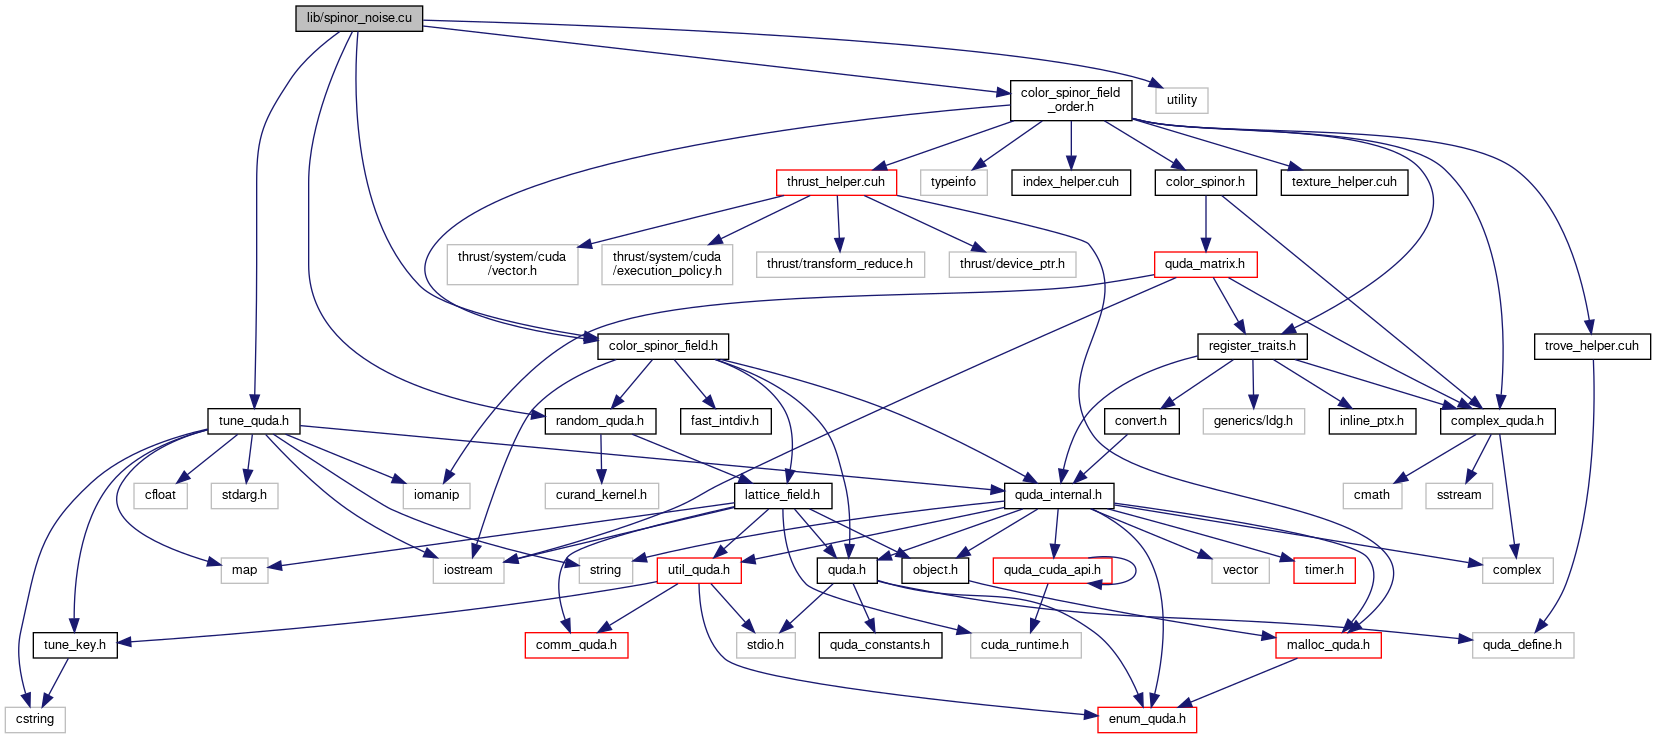 lib/spinor_noise.cu
color_spinor_field
_order.h
utility
thrust_helper.cuh
typeinfo
index_helper.cuh
color_spinor.h
texture_helper.cuh
thrust/system/cuda
/vector.h
thrust/system/cuda
/execution_policy.h
thrust/transform_reduce.h
thrust/device_ptr.h
quda_matrix.h
color_spinor_field.h
register_traits.h
trove_helper.cuh
tune_quda.h
random_quda.h
fast_intdiv.h
convert.h
generics/ldg.h
inline_ptx.h
complex_quda.h
cfloat
stdarg.h
iomanip
curand_kernel.h
lattice_field.h
quda_internal.h
cmath
sstream
map
iostream
string
util_quda.h
quda.h
object.h
quda_cuda_api.h
vector
timer.h
complex
tune_key.h
comm_quda.h
stdio.h
quda_constants.h
cuda_runtime.h
malloc_quda.h
quda_define.h
cstring
enum_quda.h